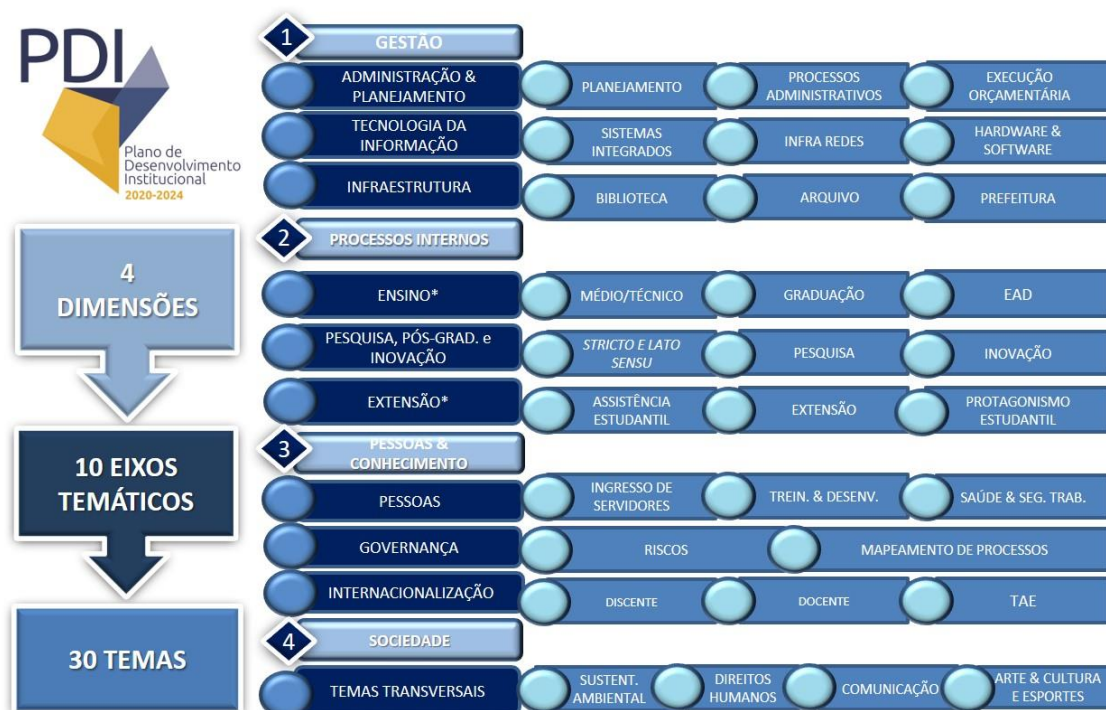 PDI
Plano de
Desenvolvimento
Institucional
2020-2024
4
DIMENSÕES
10 EIXOS
TEMÁTICOS
30 TEMAS
1
GESTÃO
ADMINISTRAÇÃO &
PLANEJAMENTO
PLANEJAMENTO
PROCESSOS
ADMINISTRATIVOS
EXECUÇÃO
ORÇAMENTÁRIA
TECNOLOGIA DA
INFORMAÇÃO
SISTEMAS
INTEGRADOS
INFRA REDES
HARDWARE &
SOFTWARE
INFRAESTRUTURA
BIBLIOTECA
ARQUIVO
PREFEITURA
2
PROCESSOS INTERNOS
ENSINO*
MÉDIO/TÉCNICO
GRADUAÇÃO
EAD
PESQUISA, PÓS-GRAD. e
INOVAÇÃO
STRICTO E LATO
SENSU
PESQUISA
INOVAÇÃO
EXTENSÃO*
ASSISTÊNCIA
ESTUDANTIL
EXTENSÃO
PROTAGONISMO
ESTUDANTIL
3
PESSOAS &
CONHECIMENTO
PESSOAS
INGRESSO DE
SERVIDORES
TREIN. & DESENV.
SAÚDE & SEG. TRAB.
GOVERNANÇA
RISCOS
MAPEAMENTO DE PROCESSOS
INTERNACIONALIZAÇÃO
DISCENTE
DOCENTE
TAE
4
SOCIEDADE
TEMAS TRANSVERSAIS
SUSTENT.
AMBIENTAL
DIREITOS
HUMANOS
COMUNICAÇÃO
ARTE & CULTURA
E ESPORTES